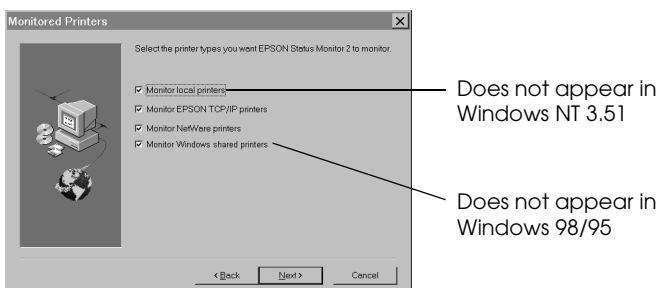 Monitored Printers
Select the printer types you want EPSON Status Monitor 2 to monitor.
Monitor local printers
Monitor EPSON TCP/IP printers
Monitor NetWare printers
Monitor Windows shared printers
Does not appear in
Windows NT 3.51
Does not appear in
Windows 98/95
< Back
Next >
Cancel